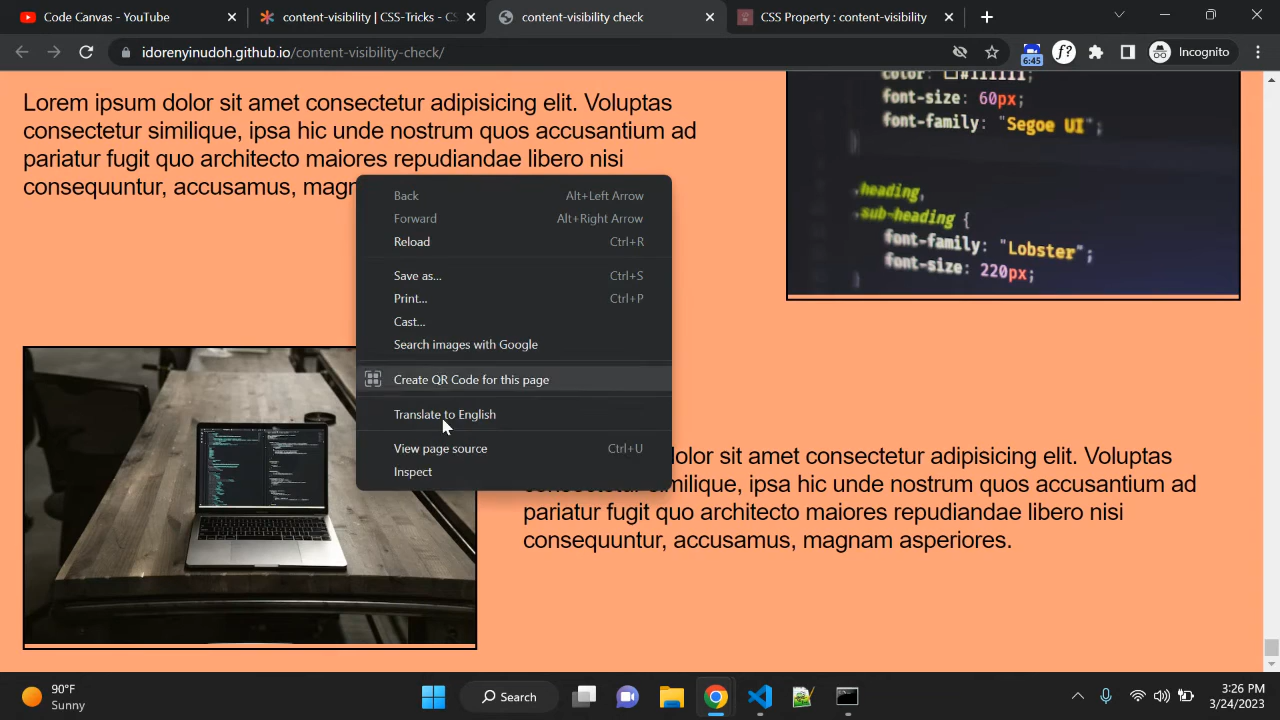 Code Canvas - YouTube
content-visibility | CSS-Tricks - CS
content-visibility check
CSS Property : content-visibility
idorenyinudoh.github.io/content-visibility-check/
6:45
f?
Incognito
Lorem ipsum dolor sit amet consectetur adipisicing elit. Voluptas
consectetur similique, ipsa hic unde nostrum quos accusantium ad
pariatur fugit quo architecto maiores repudiandae libero nisi
consequuntur, accusamus, magn
color: #111111;
font-size: 60px;
font-family: "Segoe UI";
}
.heading,
.sub-heading {
font-family: "Lobster";
font-size: 220px;
}
Back Alt+Left Arrow
Forward Alt+Right Arrow
Reload Ctrl+R
Save as... Ctrl+S
Print... Ctrl+P
Cast...
Search images with Google
Create QR Code for this page
Translate to English
View page source Ctrl+U
Inspect
dolor sit amet consectetur adipisicing elit. Voluptas
consectetur similique, ipsa hic unde nostrum quos accusantium ad
pariatur fugit quo architecto maiores repudiandae libero nisi
consequuntur, accusamus, magnam asperiores.
90°F
Sunny
Search
3:26 PM
3/24/2023